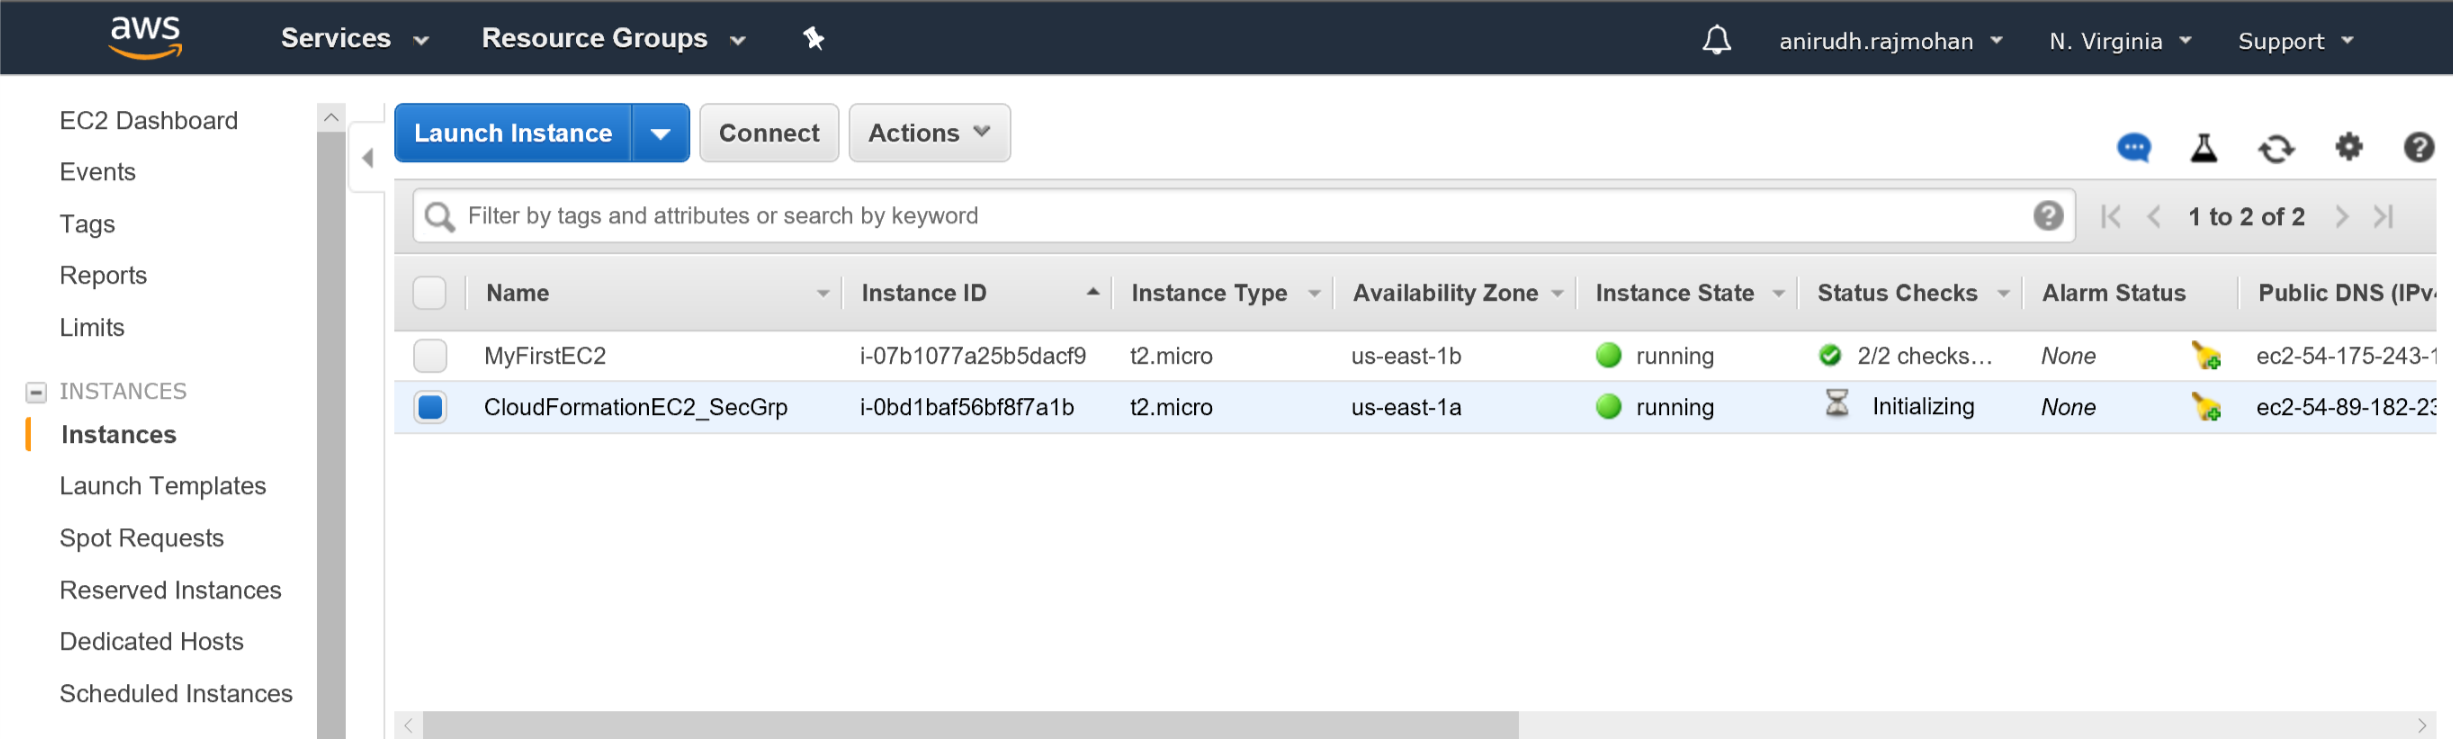 aws Services Resource Groups anirudh.rajmohan N. Virginia Support
EC2 Dashboard
Events
Tags
Reports
Limits
INSTANCES
Instances
Launch Templates
Spot Requests
Reserved Instances
Dedicated Hosts
Scheduled Instances
Launch Instance Connect Actions
Filter by tags and attributes or search by keyword 1 to 2 of 2
Name Instance ID Instance Type Availability Zone Instance State Status Checks Alarm Status Public DNS (IPv4
MyFirstEC2 i-07b1077a25b5dacf9 t2.micro us-east-1b running 2/2 checks... None ec2-54-175-243-1
CloudFormationEC2_SecGrp i-0bd1baf56bf8f7a1b t2.micro us-east-1a running Initializing None ec2-54-89-182-23